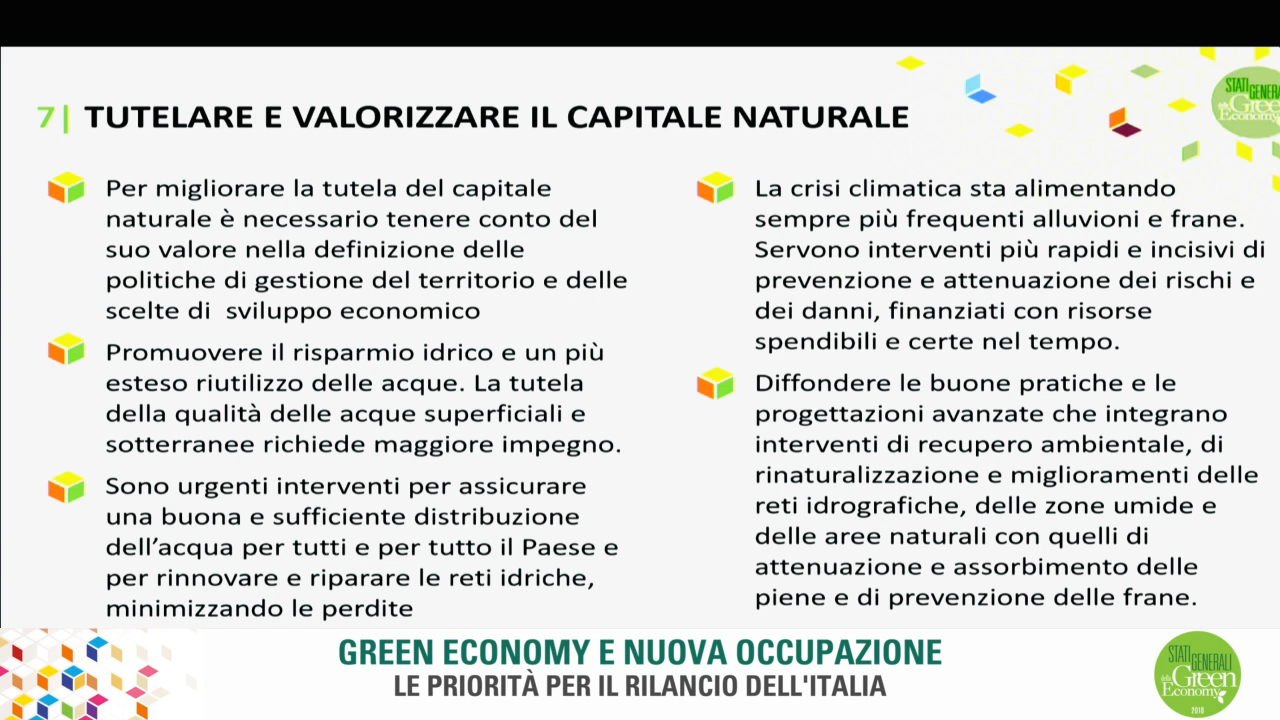 7| TUTELARE E VALORIZZARE IL CAPITALE NATURALE
STATI GENERALI
della Green
Economy
Per migliorare la tutela del capitale
naturale è necessario tenere conto del
suo valore nella definizione delle
politiche di gestione del territorio e delle
scelte di sviluppo economico
Promuovere il risparmio idrico e un più
esteso riutilizzo delle acque. La tutela
della qualità delle acque superficiali e
sotterranee richiede maggiore impegno.
Sono urgenti interventi per assicurare
una buona e sufficiente distribuzione
dell’acqua per tutti e per tutto il Paese e
per rinnovare e riparare le reti idriche,
minimizzando le perdite
La crisi climatica sta alimentando
sempre più frequenti alluvioni e frane.
Servono interventi più rapidi e incisivi di
prevenzione e attenuazione dei rischi e
dei danni, finanziati con risorse
spendibili e certe nel tempo.
Diffondere le buone pratiche e le
progettazioni avanzate che integrano
interventi di recupero ambientale, di
rinaturalizzazione e miglioramenti delle
reti idrografiche, delle zone umide e
delle aree naturali con quelli di
attenuazione e assorbimento delle
piene e di prevenzione delle frane.
GREEN ECONOMY E NUOVA OCCUPAZIONE
LE PRIORITÀ PER IL RILANCIO DELL'ITALIA
STATI GENERALI
della Green
Economy
2018